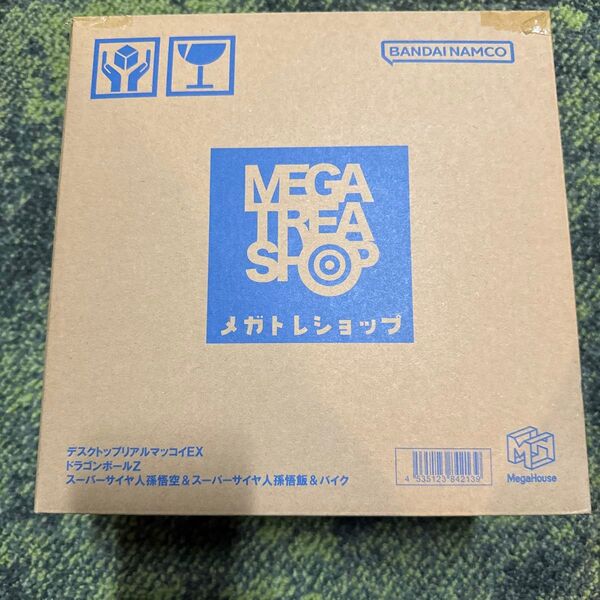 BANDAI NAMCO
MEGA
TREA
SHOP
メガトレショップ
デスクトップリアルマッコイEX
ドラゴンボールZ
スーパーサイヤ人孫悟空&スーパーサイヤ人孫悟飯&バイク
4 535123 842139
MegaHouse